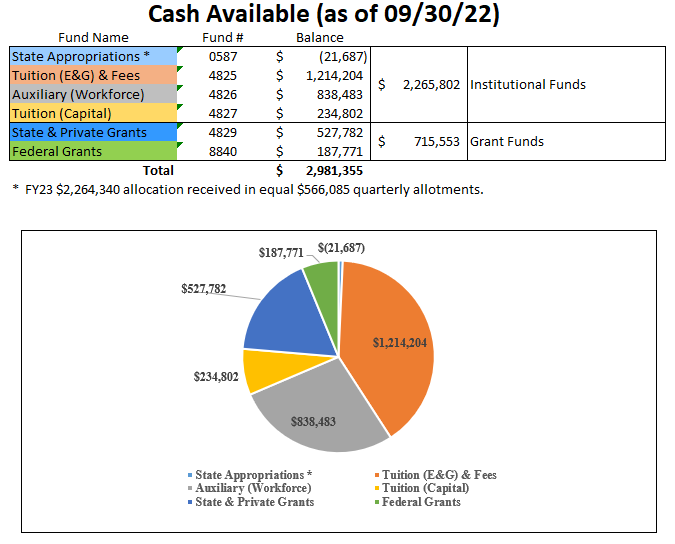 Cash Available (as of 09/30/22)
Fund Name Fund # Balance
State Appropriations * 0587 $ (21,687)
Tuition (E&G) & Fees 4825 $ 1,214,204
$ 2,265,802 Institutional Funds
Auxiliary (Workforce) 4826 $ 838,483
Tuition (Capital) 4827 $ 234,802
State & Private Grants 4829 $ 527,782
$ 715,553 Grant Funds
Federal Grants 8840 $ 187,771
Total $ 2,981,355
* FY23 $2,264,340 allocation received in equal $566,085 quarterly allotments.
$187,771 $(21,687)
$527,782
$1,214,204
$234,802
$838,483
State Appropriations * Tuition (E&G) & Fees
Auxiliary (Workforce) Tuition (Capital)
State & Private Grants Federal Grants